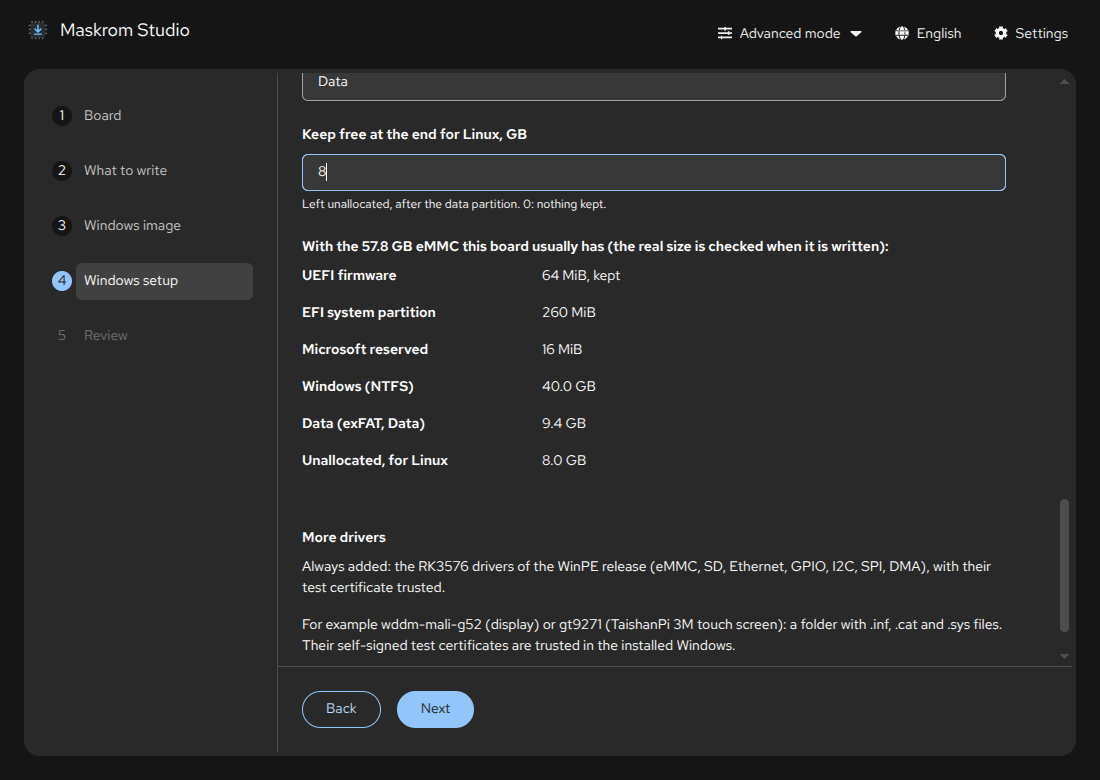 Maskrom Studio
Advanced mode
English
Settings
1 Board
2 What to write
3 Windows image
4 Windows setup
5 Review
Data
Keep free at the end for Linux, GB
8
Left unallocated, after the data partition. 0: nothing kept.
With the 57.8 GB eMMC this board usually has (the real size is checked when it is written):
UEFI firmware 64 MiB, kept
EFI system partition 260 MiB
Microsoft reserved 16 MiB
Windows (NTFS) 40.0 GB
Data (exFAT, Data) 9.4 GB
Unallocated, for Linux 8.0 GB
More drivers
Always added: the RK3576 drivers of the WinPE release (eMMC, SD, Ethernet, GPIO, I2C, SPI, DMA), with their
test certificate trusted.
For example wddm-mali-g52 (display) or gt9271 (TaishanPi 3M touch screen): a folder with .inf, .cat and .sys files.
Their self-signed test certificates are trusted in the installed Windows.
Back
Next